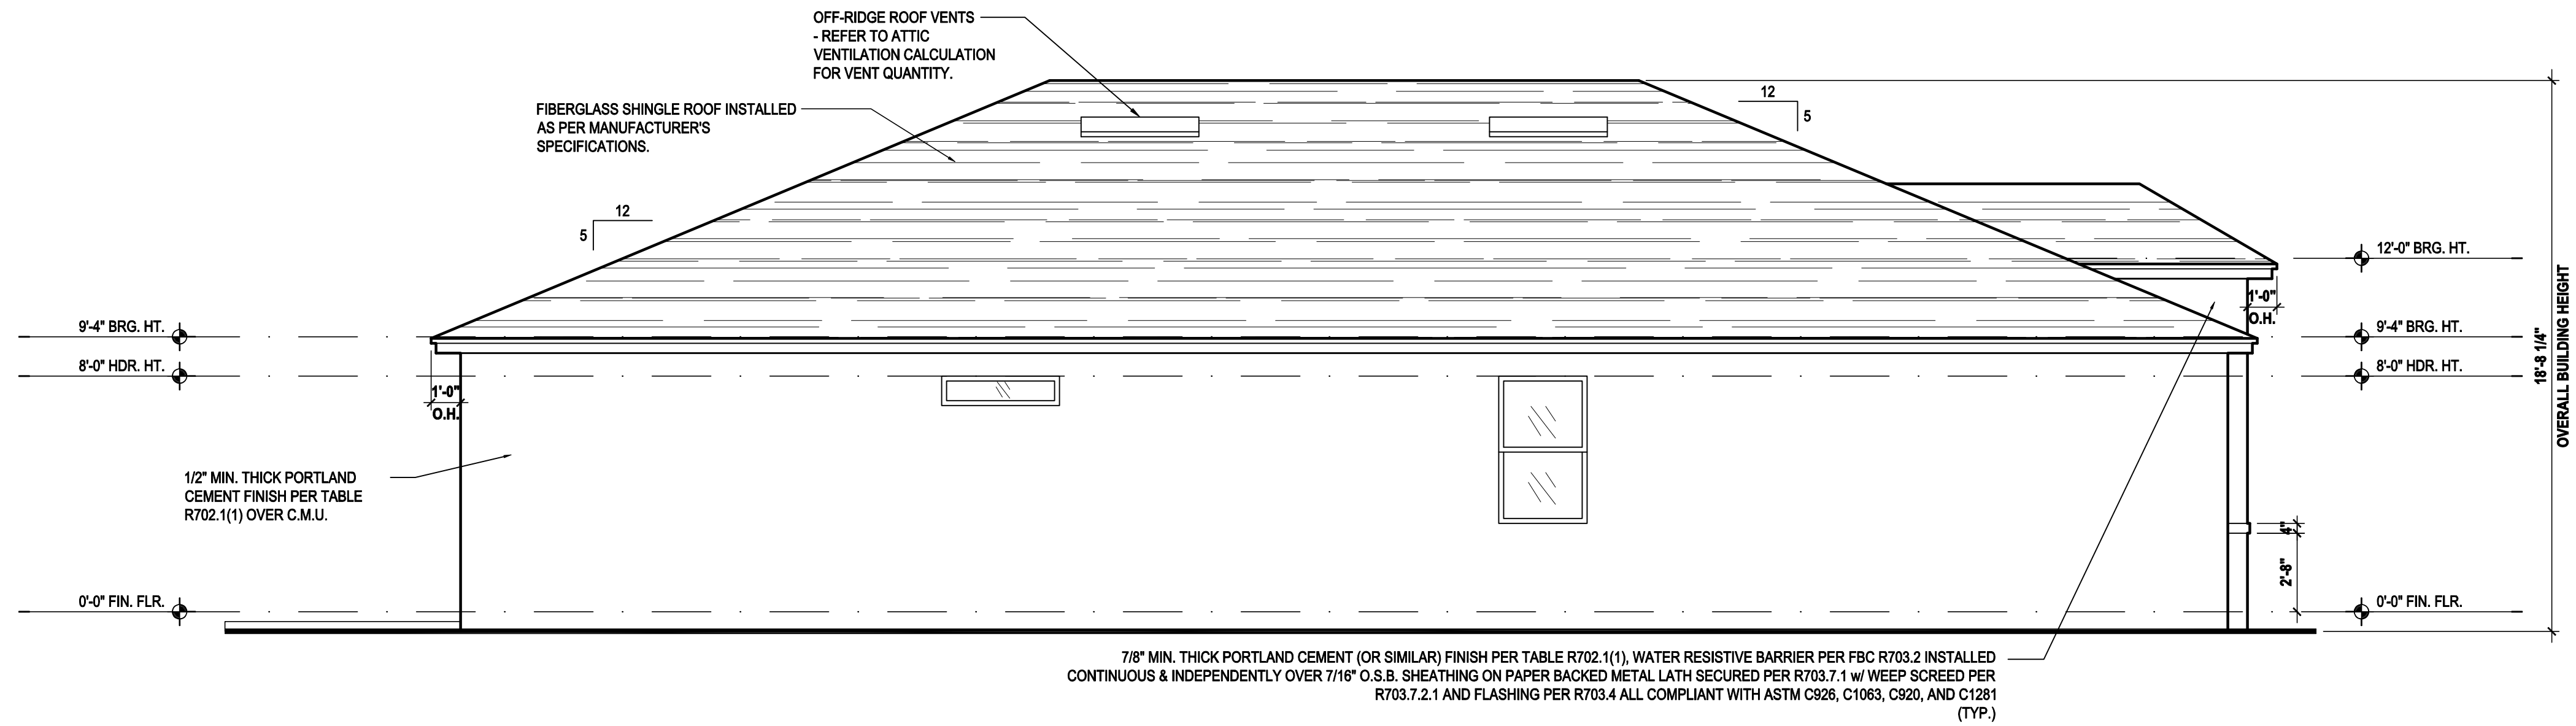 OFF-RIDGE ROOF VENTS
- REFER TO ATTIC
VENTILATION CALCULATION
FOR VENT QUANTITY.
FIBERGLASS SHINGLE ROOF INSTALLED
AS PER MANUFACTURER'S
SPECIFICATIONS.
12
5
12
5
12'-0" BRG. HT.
1'-0"
O.H.
9'-4" BRG. HT.
9'-4" BRG. HT.
8'-0" HDR. HT.
8'-0" HDR. HT.
1'-0"
O.H.
18'-8 1/4"
OVERALL BUILDING HEIGHT
1/2" MIN. THICK PORTLAND
CEMENT FINISH PER TABLE
R702.1(1) OVER C.M.U.
4"
2'-8"
0'-0" FIN. FLR.
0'-0" FIN. FLR.
7/8" MIN. THICK PORTLAND CEMENT (OR SIMILAR) FINISH PER TABLE R702.1(1), WATER RESISTIVE BARRIER PER FBC R703.2 INSTALLED
CONTINUOUS & INDEPENDENTLY OVER 7/16" O.S.B. SHEATHING ON PAPER BACKED METAL LATH SECURED PER R703.7.1 w/ WEEP SCREED PER
R703.7.2.1 AND FLASHING PER R703.4 ALL COMPLIANT WITH ASTM C926, C1063, C920, AND C1281
(TYP.)